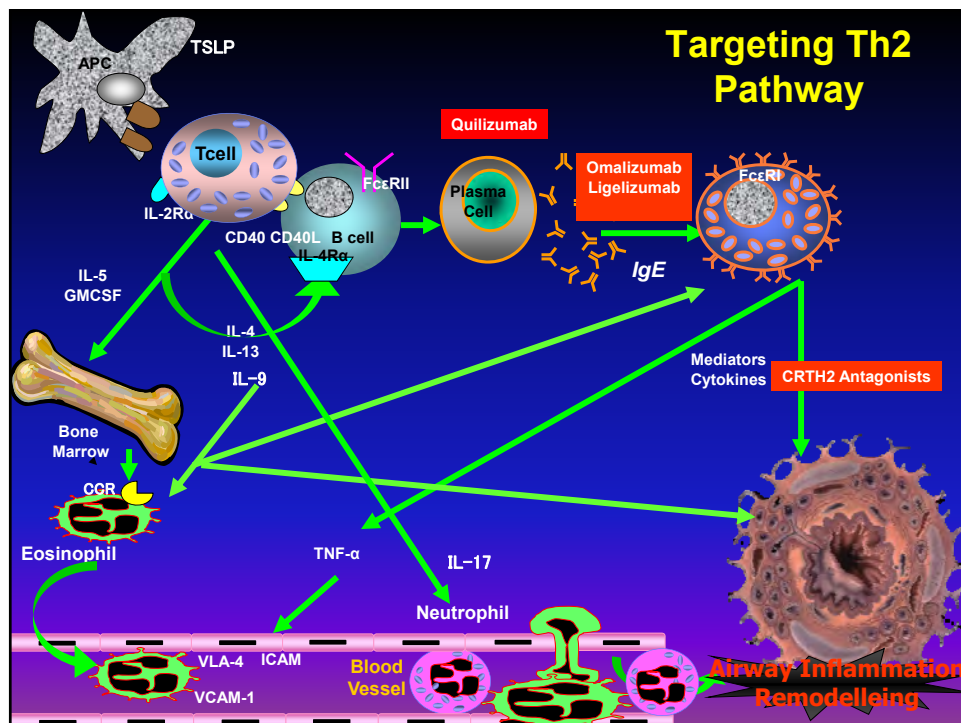 Targeting Th2
Pathway
TSLP
APC
Tcell
IL-2Rα
FcεRII
CD40 CD40L B cell
IL-4Rα
Quilizumab
Plasma
Cell
Omalizumab
Ligelizumab
IgE
FcεRI
IL-5
GMCSF
IL-4
IL-13
IL-9
Mediators
Cytokines
CRTH2 Antagonists
Bone
Marrow
CCR
Eosinophil
TNF-α
IL-17
Neutrophil
VLA-4
ICAM
VCAM-1
Blood
Vessel
Airway Inflammation
Remodelleing